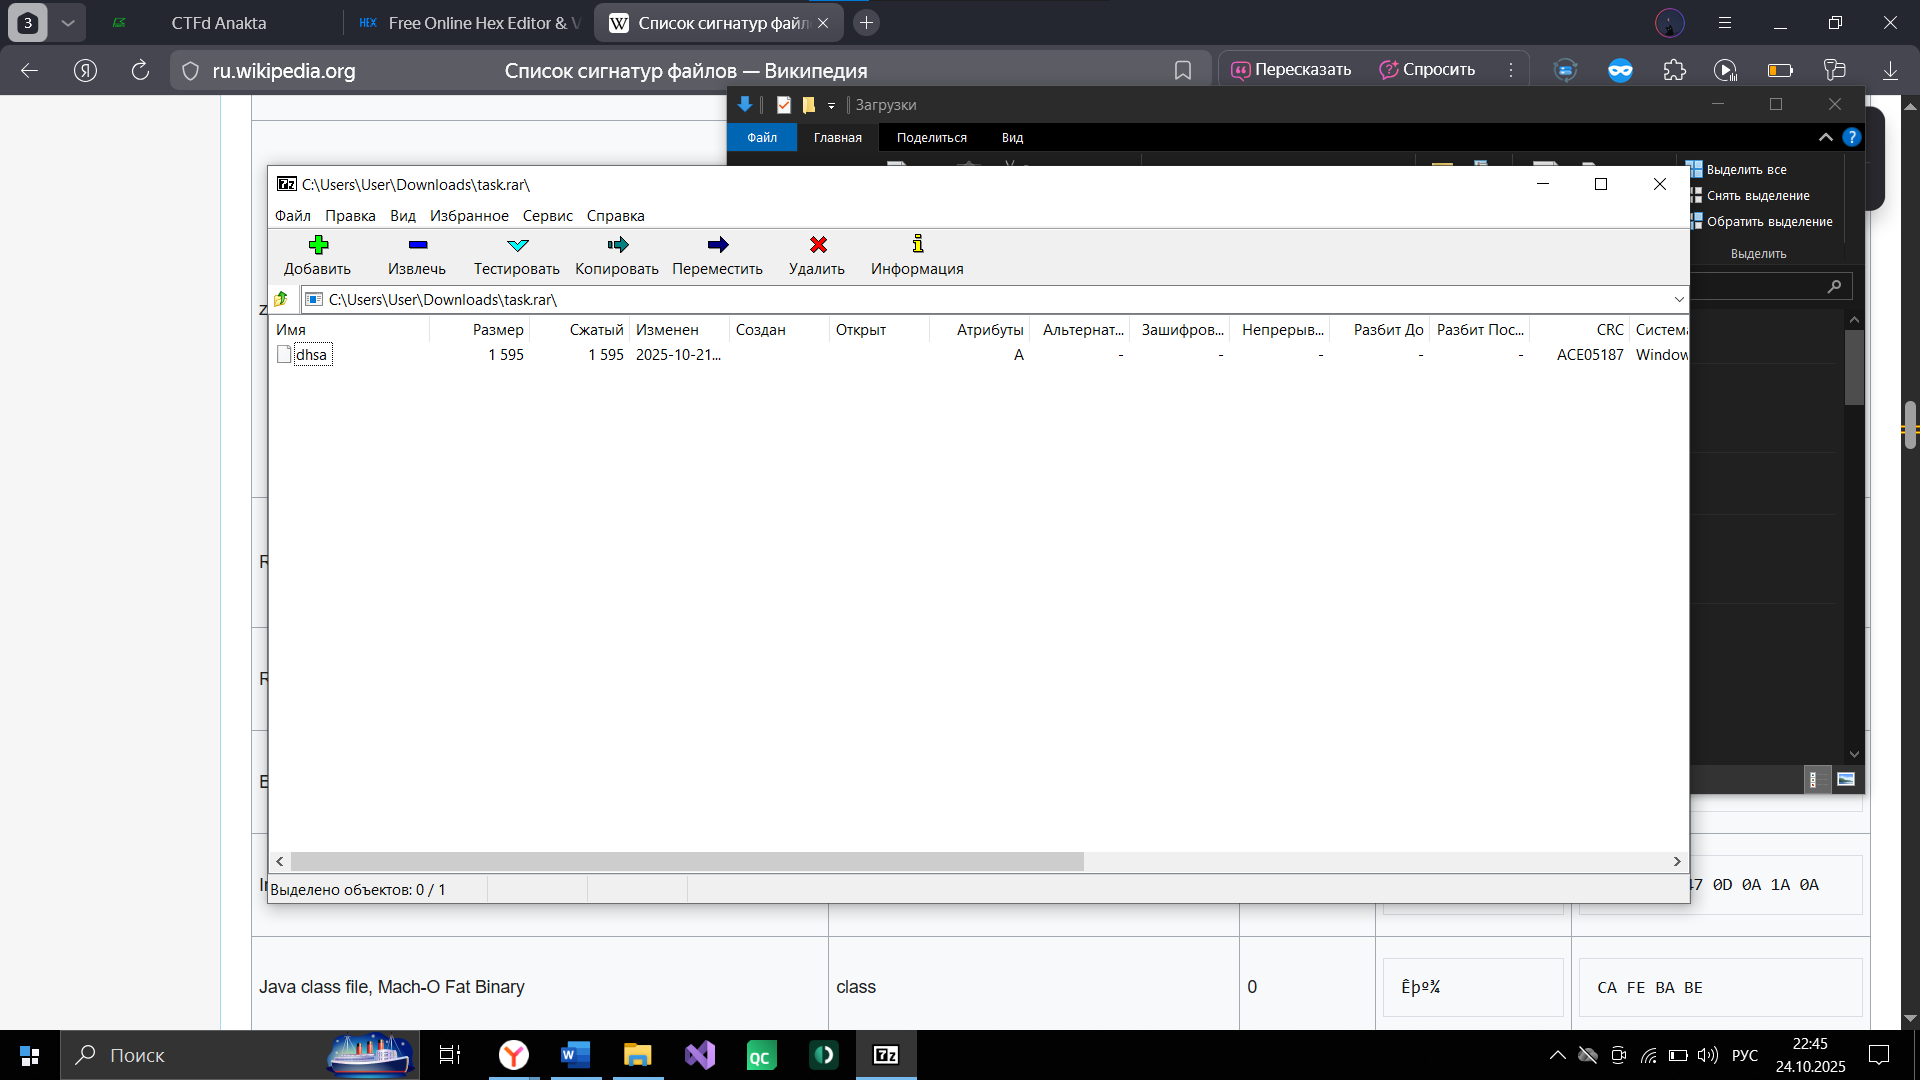 3
CTFd Anakta
HEX Free Online Hex Editor & V
W Список сигнатур файл
Я
ru.wikipedia.org
Список сигнатур файлов — Википедия
Пересказать
Спросить
Загрузки
Файл Главная Поделиться Вид
Выделить все
Снять выделение
Обратить выделение
Выделить
7z C:\Users\User\Downloads\task.rar\
Файл Правка Вид Избранное Сервис Справка
Добавить Извлечь Тестировать Копировать Переместить Удалить Информация
C:\Users\User\Downloads\task.rar\
Имя Размер Сжатый Изменен Создан Открыт Атрибуты Альтернат... Зашифров... Непрерыв... Разбит До Разбит Пос... CRC Система
dhsa 1 595 1 595 2025-10-21... A - - - - - ACE05187 Window
Выделено объектов: 0 / 1
z
R
R
E
47 0D 0A 1A 0A
Java class file, Mach-O Fat Binary class 0 Êþº¾ CA FE BA BE
Поиск
W
QC
7z
РУС
22:45
24.10.2025